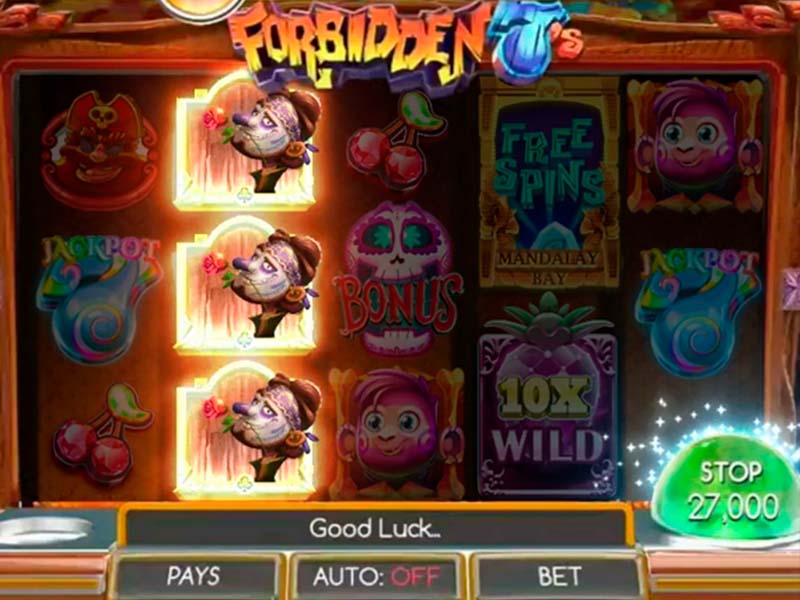 FORBIDDEN 7's
FREE
SPINS
MANDALAY
BAY
JACKPOT
JACKPOT
BONUS
10X
WILD
STOP
27,000
Good Luck...
PAYS
AUTO: OFF
BET